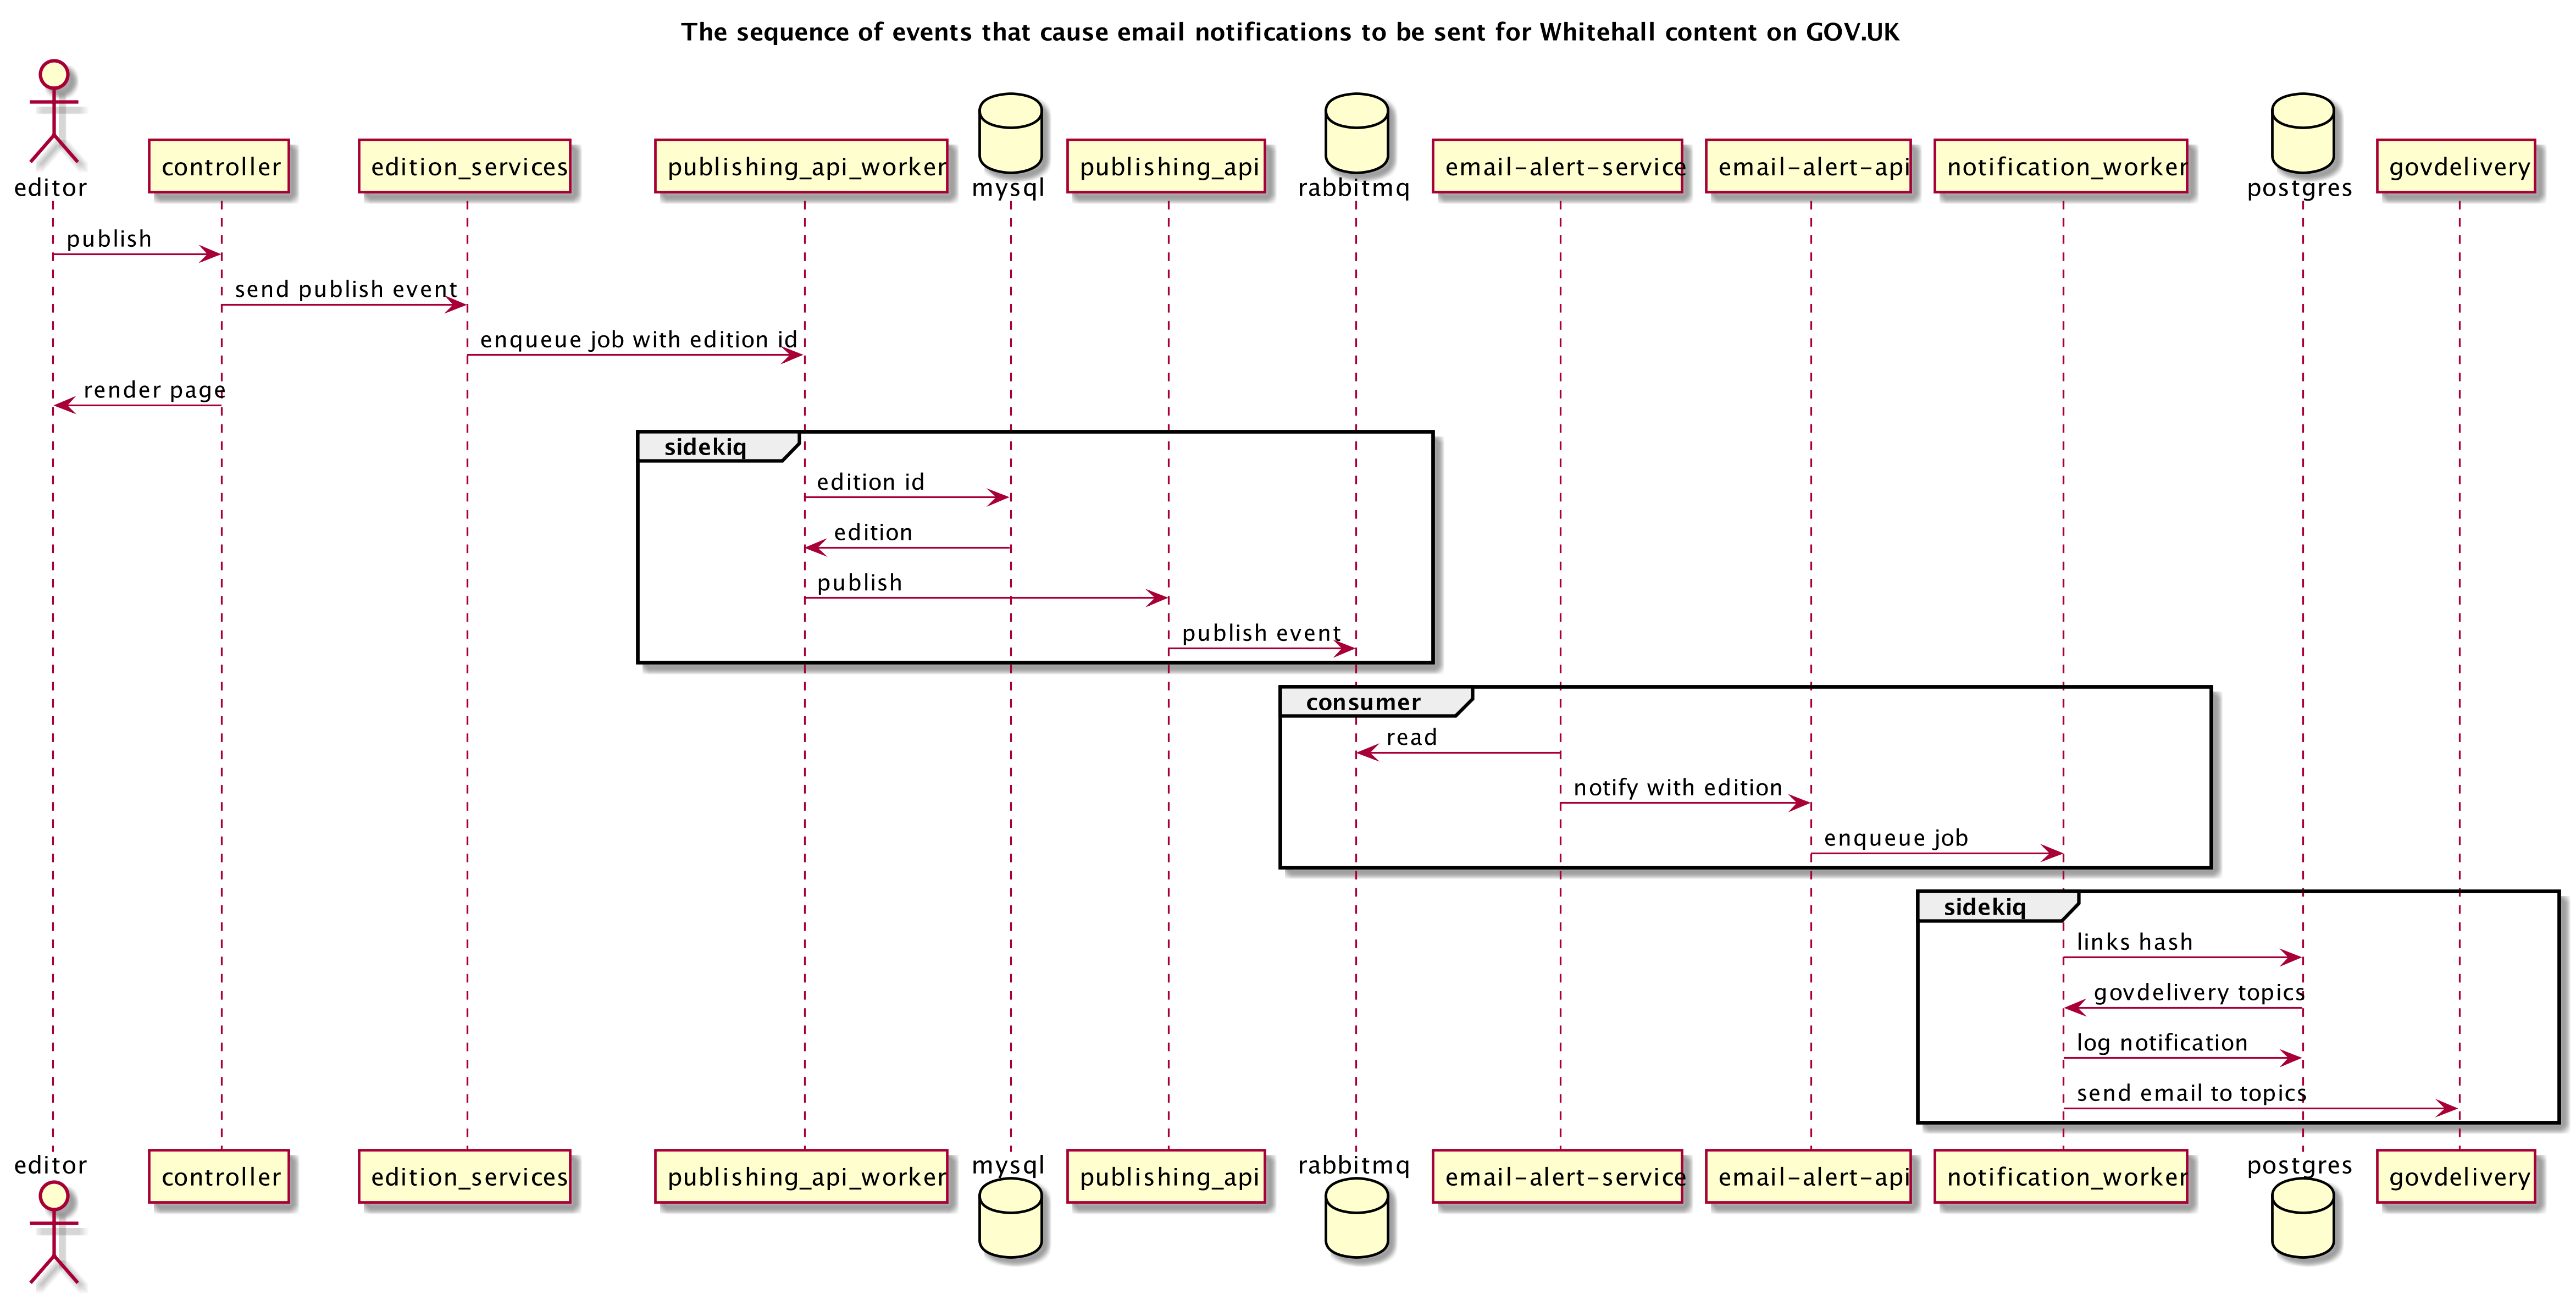 The sequence of events that cause email notifications to be sent for Whitehall content on GOV.UK
editor
controller
edition_services
publishing_api_worker
mysql
publishing_api
rabbitmq
email-alert-service
email-alert-api
notification_worker
postgres
govdelivery
publish
send publish event
enqueue job with edition id
render page
sidekiq
edition id
edition
publish
publish event
consumer
read
notify with edition
enqueue job
sidekiq
links hash
govdelivery topics
log notification
send email to topics
editor
controller
edition_services
publishing_api_worker
mysql
publishing_api
rabbitmq
email-alert-service
email-alert-api
notification_worker
postgres
govdelivery